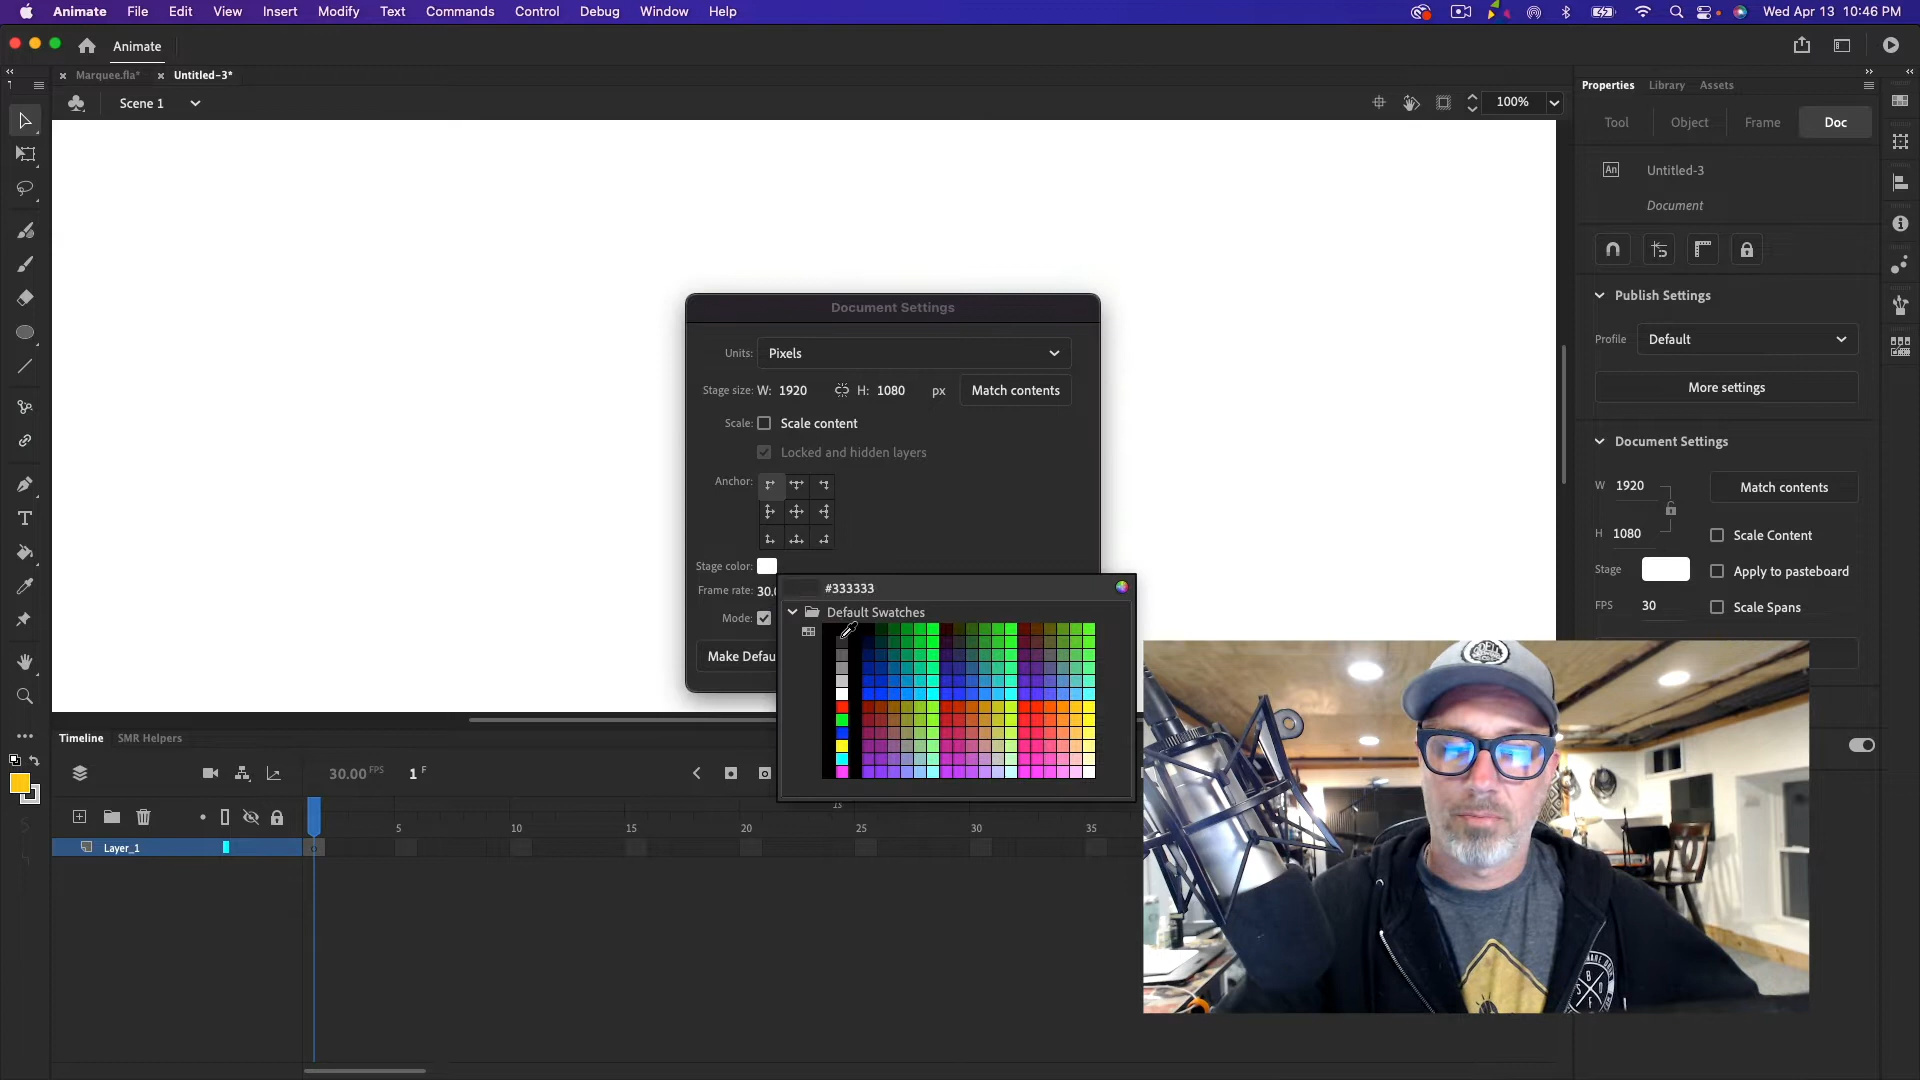 Animate File Edit View Insert Modify Text Commands Control Debug Window Help Wed Apr 13 10:46 PM
Animate
Marquee.fla* Untitled-3*
Scene 1 100%
Properties Library Assets
Tool Object Frame Doc
An Untitled-3
Document
Publish Settings
Profile Default
More settings
Document Settings
W 1920 Match contents
H 1080 Scale Content
Stage Apply to pasteboard
FPS 30 Scale Spans
Document Settings
Units: Pixels
Stage size: W: 1920 H: 1080 px Match contents
Scale: Scale content
Locked and hidden layers
Anchor:
Stage color:
Frame rate: 30.0
Mode:
Make Defau
#333333
Default Swatches
Timeline SMR Helpers
30.00 FPS 1 F
1s
5 10 15 20 25 30 35
Layer_1